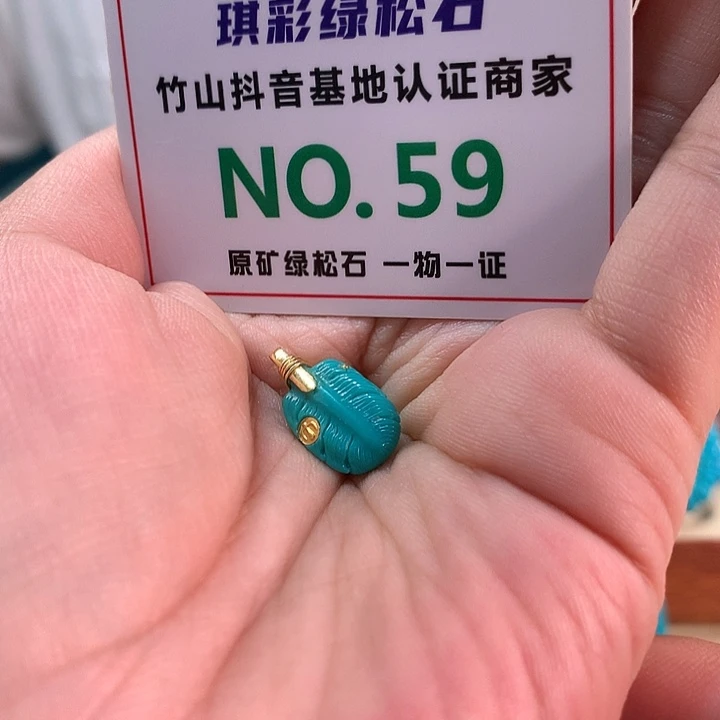 琪彩绿松石
竹山抖音基地认证商家
NO. 59
原矿绿松石 一物一证